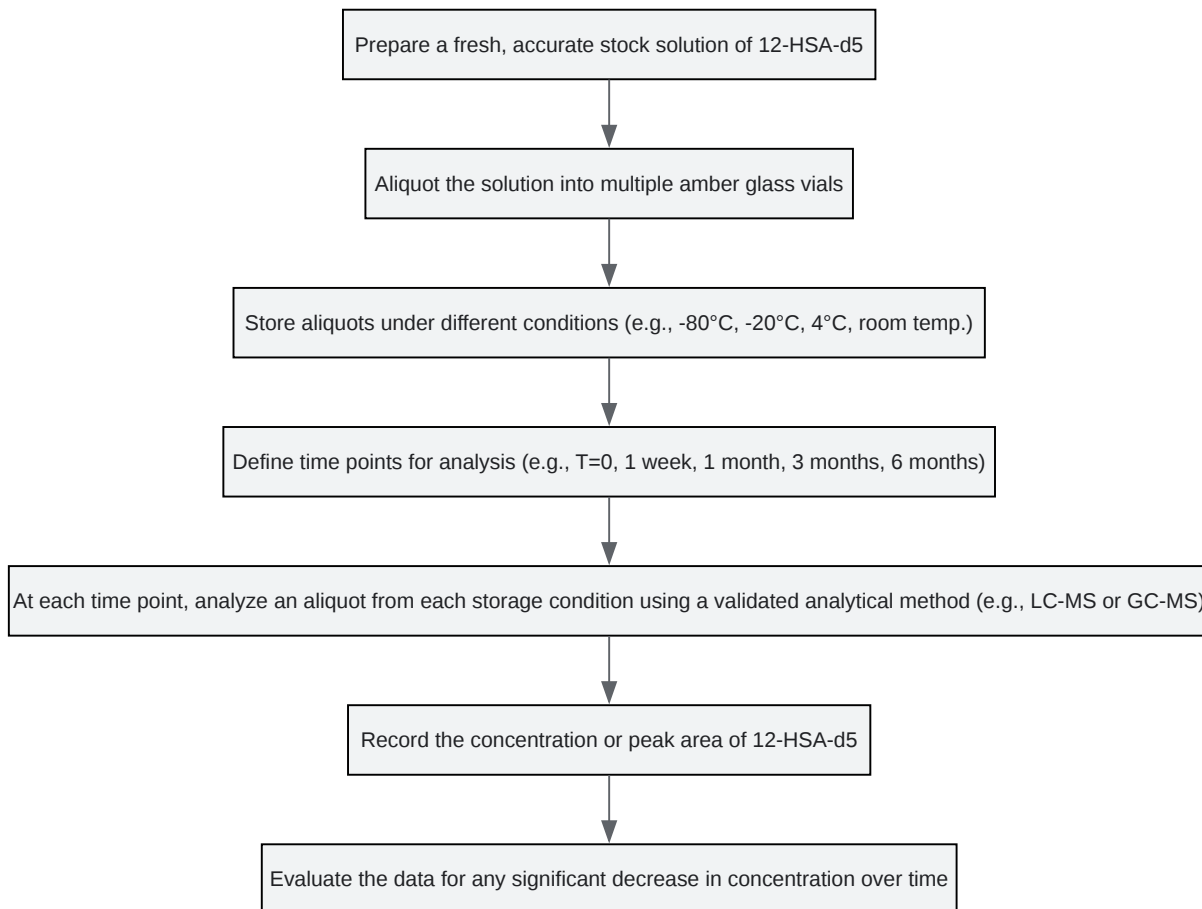 Prepare a fresh, accurate stock solution of 12-HSA-d5
Aliquot the solution into multiple amber glass vials
Store aliquots under different conditions (e.g., -80°C, -20°C, 4°C, room temp.)
Define time points for analysis (e.g., T=0, 1 week, 1 month, 3 months, 6 months)
At each time point, analyze an aliquot from each storage condition using a validated analytical method (e.g., LC-MS or GC-MS)
Record the concentration or peak area of 12-HSA-d5
Evaluate the data for any significant decrease in concentration over time